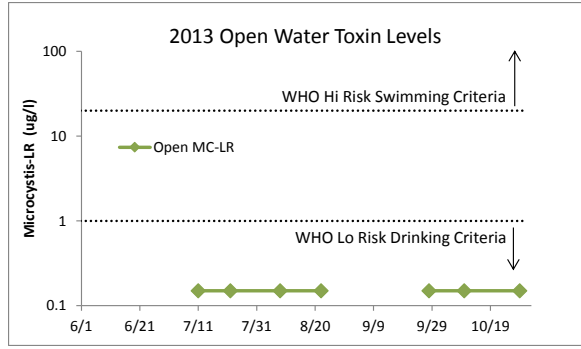 2013 Open Water Toxin Levels
100
WHO Hi Risk Swimming Criteria
10
Open MC-LR
Microcystis-LR (ug/l)
1
WHO Lo Risk Drinking Criteria
0.1
6/1 6/21 7/11 7/31 8/20 9/9 9/29 10/19